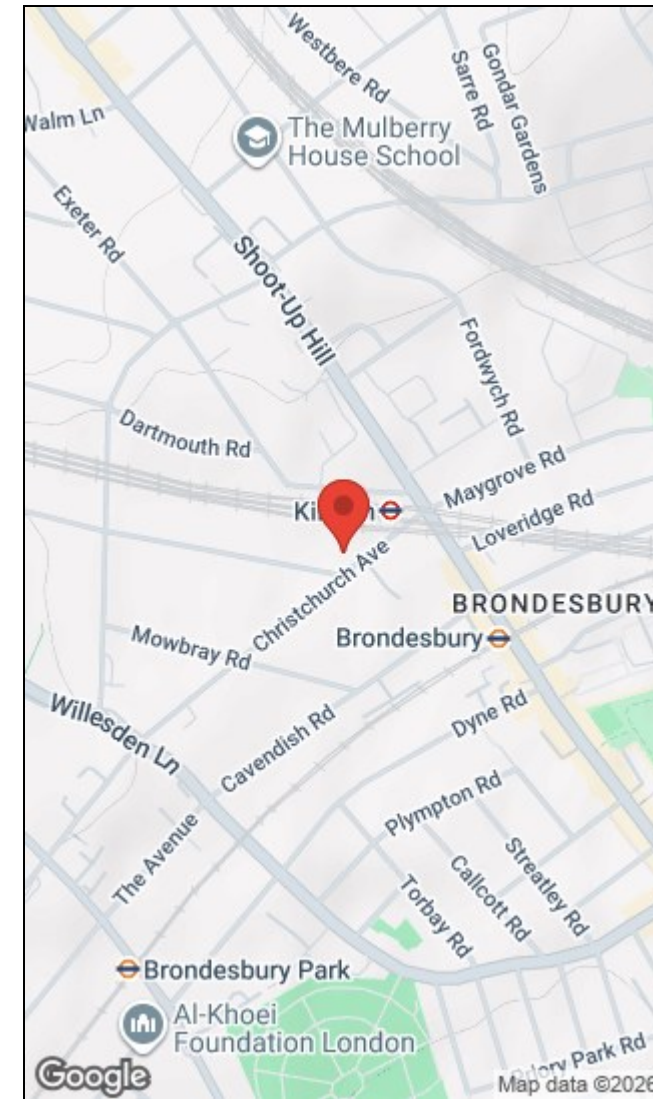 Westbere Rd
Sarre Rd
Gondar Gardens
Walm Ln
The Mulberry
House School
Exeter Rd
Shoot-Up Hill
Fordwych Rd
Dartmouth Rd
Maygrove Rd
Loveridge Rd
Christchurch Ave
BRONDESBURY
Brondesbury
Mowbray Rd
Willesden Ln
Cavendish Rd
Dyne Rd
Plympton Rd
The Avenue
Streatley Rd
Callcott Rd
Torbay Rd
Brondesbury Park
Al-Khoei
Foundation London
Priory Park Rd
Google
Map data ©2026